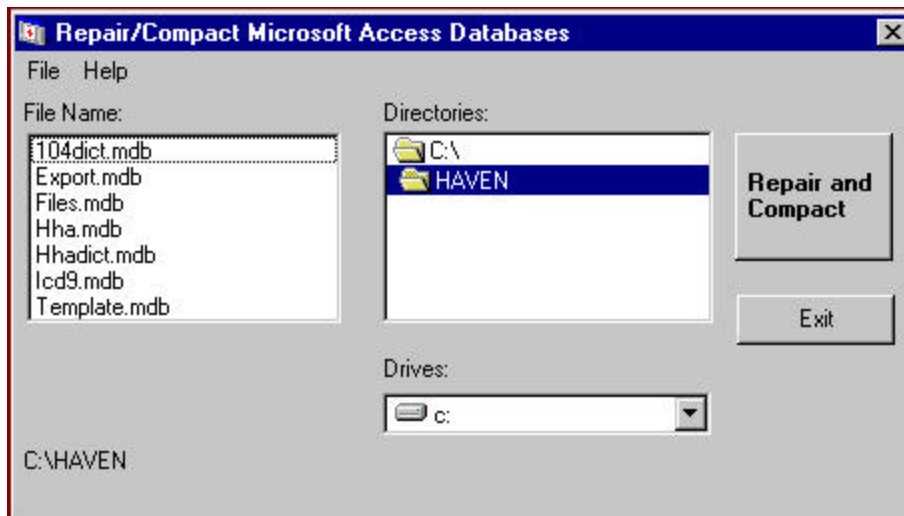 Repair/Compact Microsoft Access Databases
File Help
File Name:
104dict.mdb
Export.mdb
Files.mdb
Hha.mdb
Hhadict.mdb
Icd9.mdb
Template.mdb
Directories:
C:\
HAVEN
Repair and
Compact
Exit
Drives:
c:
C:\HAVEN